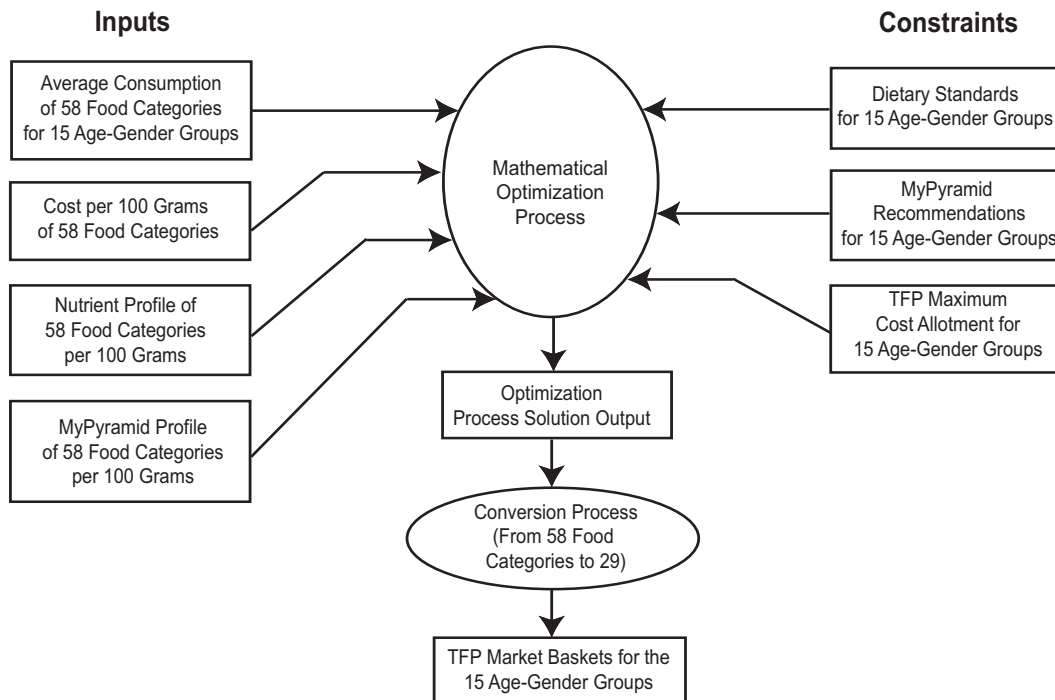 Inputs
Average Consumption
of 58 Food Categories
for 15 Age-Gender Groups
Cost per 100 Grams
of 58 Food Categories
Nutrient Profile of
58 Food Categories
per 100 Grams
MyPyramid Profile
of 58 Food Categories
per 100 Grams
Mathematical
Optimization
Process
Optimization
Process Solution Output
Conversion Process
(From 58 Food
Categories to 29)
TFP Market Baskets for the
15 Age-Gender Groups
Constraints
Dietary Standards
for 15 Age-Gender Groups
MyPyramid
Recommendations
for 15 Age-Gender Groups
TFP Maximum
Cost Allotment for
15 Age-Gender Groups